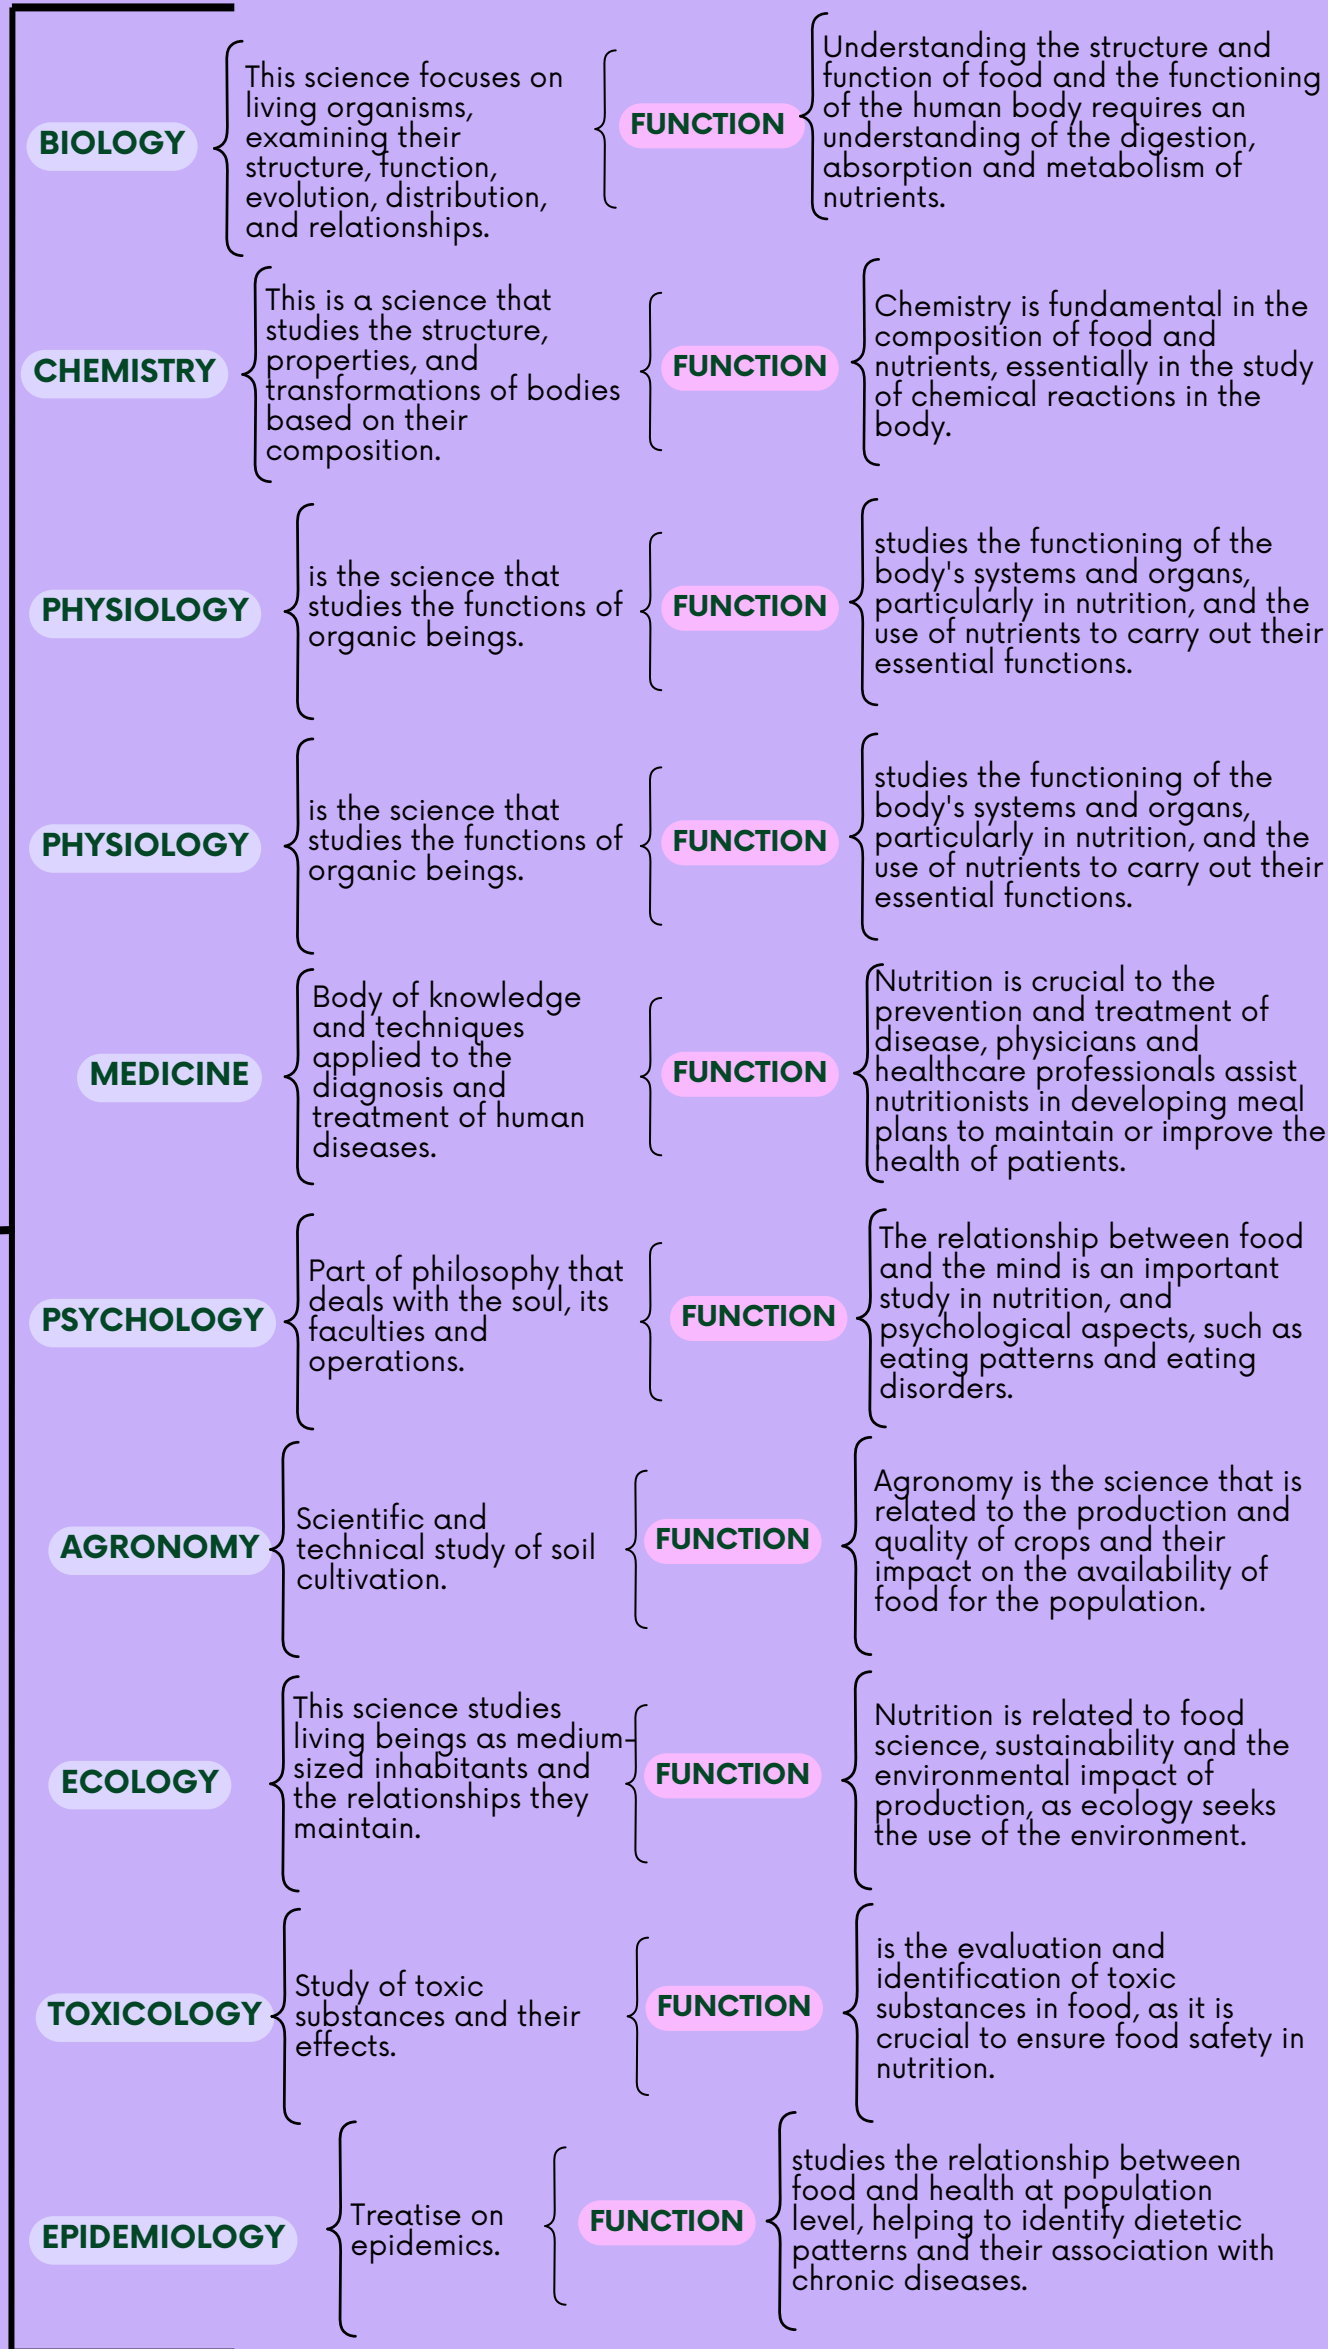 BIOLOGY
This science focuses on
living organisms,
examining their
structure, function,
evolution, distribution,
and relationships.
FUNCTION
Understanding the structure and
function of food and the functioning
of the human body requires an
understanding of the digestion,
absorption and metabolism of
nutrients.
CHEMISTRY
This is a science that
studies the structure,
properties, and
transformations of bodies
based on their
composition.
FUNCTION
Chemistry is fundamental in the
composition of food and
nutrients, essentially in the study
of chemical reactions in the
body.
PHYSIOLOGY
is the science that
studies the functions of
organic beings.
FUNCTION
studies the functioning of the
body's systems and organs,
particularly in nutrition, and the
use of nutrients to carry out their
essential functions.
PHYSIOLOGY
is the science that
studies the functions of
organic beings.
FUNCTION
studies the functioning of the
body's systems and organs,
particularly in nutrition, and the
use of nutrients to carry out their
essential functions.
MEDICINE
Body of knowledge
and techniques
applied to the
diagnosis and
treatment of human
diseases.
FUNCTION
Nutrition is crucial to the
prevention and treatment of
disease, physicians and
healthcare professionals assist
nutritionists in developing meal
plans to maintain or improve the
health of patients.
PSYCHOLOGY
Part of philosophy that
deals with the soul, its
faculties and
operations.
FUNCTION
The relationship between food
and the mind is an important
study in nutrition, and
psychological aspects, such as
eating patterns and eating
disorders.
AGRONOMY
Scientific and
technical study of soil
cultivation.
FUNCTION
Agronomy is the science that is
related to the production and
quality of crops and their
impact on the availability of
food for the population.
ECOLOGY
This science studies
living beings as medium-
sized inhabitants and
the relationships they
maintain.
FUNCTION
Nutrition is related to food
science, sustainability and the
environmental impact of
production, as ecology seeks
the use of the environment.
TOXICOLOGY
Study of toxic
substances and their
effects.
FUNCTION
is the evaluation and
identification of toxic
substances in food, as it is
crucial to ensure food safety in
nutrition.
EPIDEMIOLOGY
Treatise on
epidemics.
FUNCTION
studies the relationship between
food and health at population
level, helping to identify dietetic
patterns and their association with
chronic diseases.